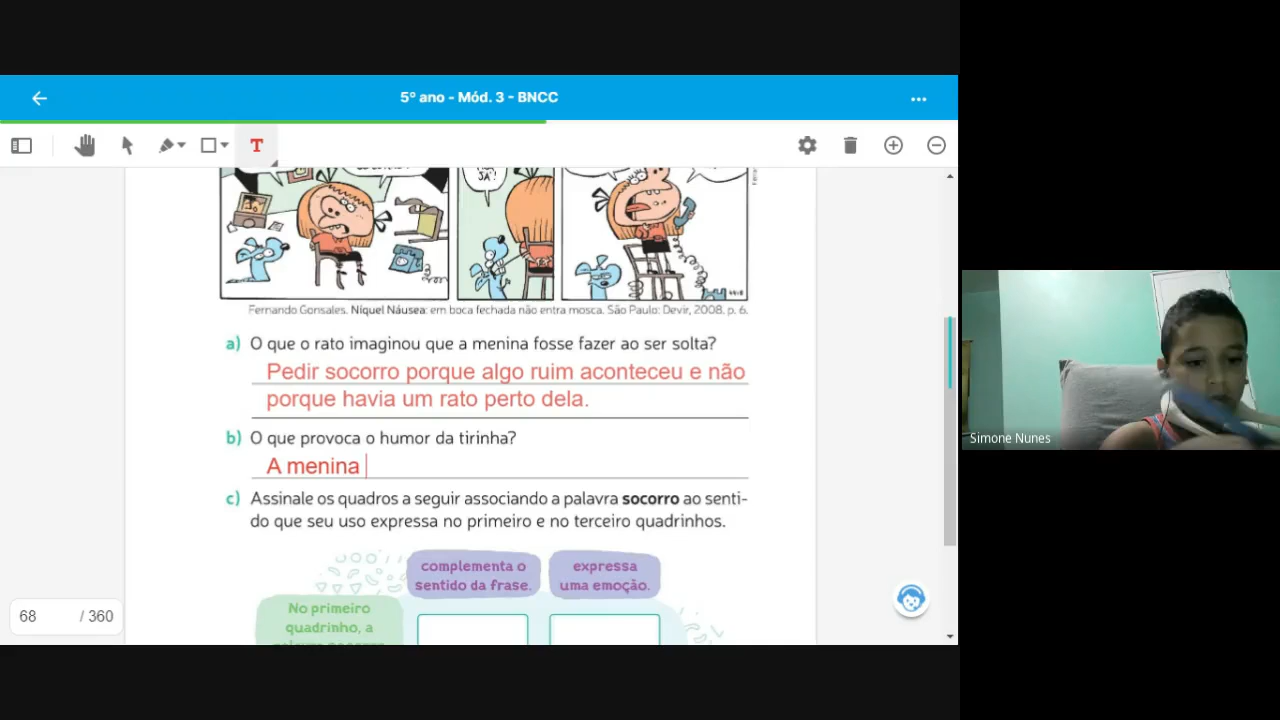 5º ano - Mód. 3 - BNCC
T
JÁ!
Fernando Gonsales. Níquel Náusea: em boca fechada não entra mosca. São Paulo: Devir, 2008. p. 6.
a) O que o rato imaginou que a menina fosse fazer ao ser solta?
Pedir socorro porque algo ruim aconteceu e não
porque havia um rato perto dela.
b) O que provoca o humor da tirinha?
A menina
c) Assinale os quadros a seguir associando a palavra socorro ao senti-
do que seu uso expressa no primeiro e no terceiro quadrinhos.
complementa o
sentido da frase.
expressa
uma emoção.
No primeiro
quadrinho, a
68 / 360
Simone Nunes